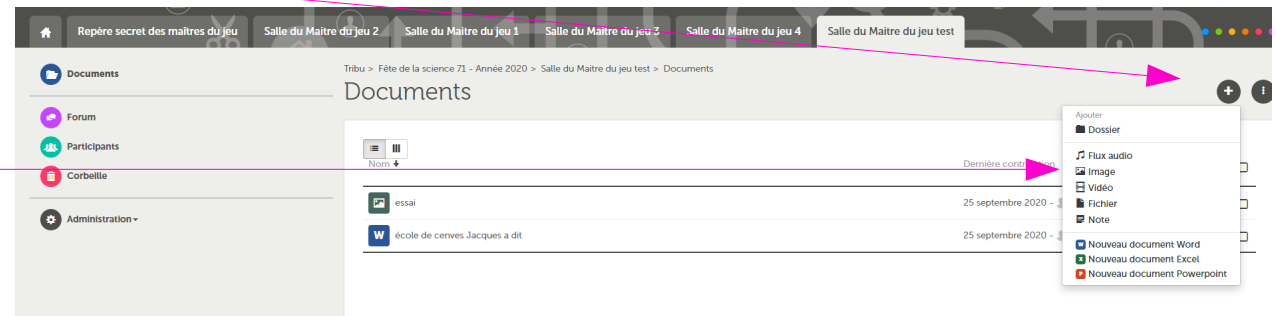 Repère secret des maîtres du jeu Salle du Maitre du jeu 2 Salle du Maitre du jeu 1 Salle du Maitre du jeu 3 Salle du Maitre du jeu 4 Salle du Maitre du jeu test
Documents
Forum
Participants
Corbeille
Administration
Tribu > Fête de la science 71 - Année 2020 > Salle du Maitre du jeu test > Documents
Documents
Nom Dernière contribution
essai 25 septembre 2020 -
W école de cenves Jacques a dit 25 septembre 2020 -
Ajouter
Dossier
Flux audio
Image
Vidéo
Fichier
Note
Nouveau document Word
Nouveau document Excel
Nouveau document Powerpoint